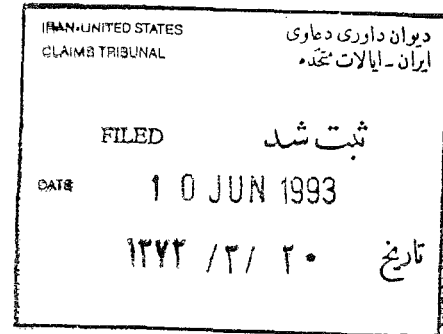 IRAN-UNITED STATES
CLAIMS TRIBUNAL
دیوان داوری دعاوی
ایران - ایالات متحده
FILED ثبت شد
DATE 10 JUN 1993
تاریخ ۱۳۷۲ /۳/ ۲۰